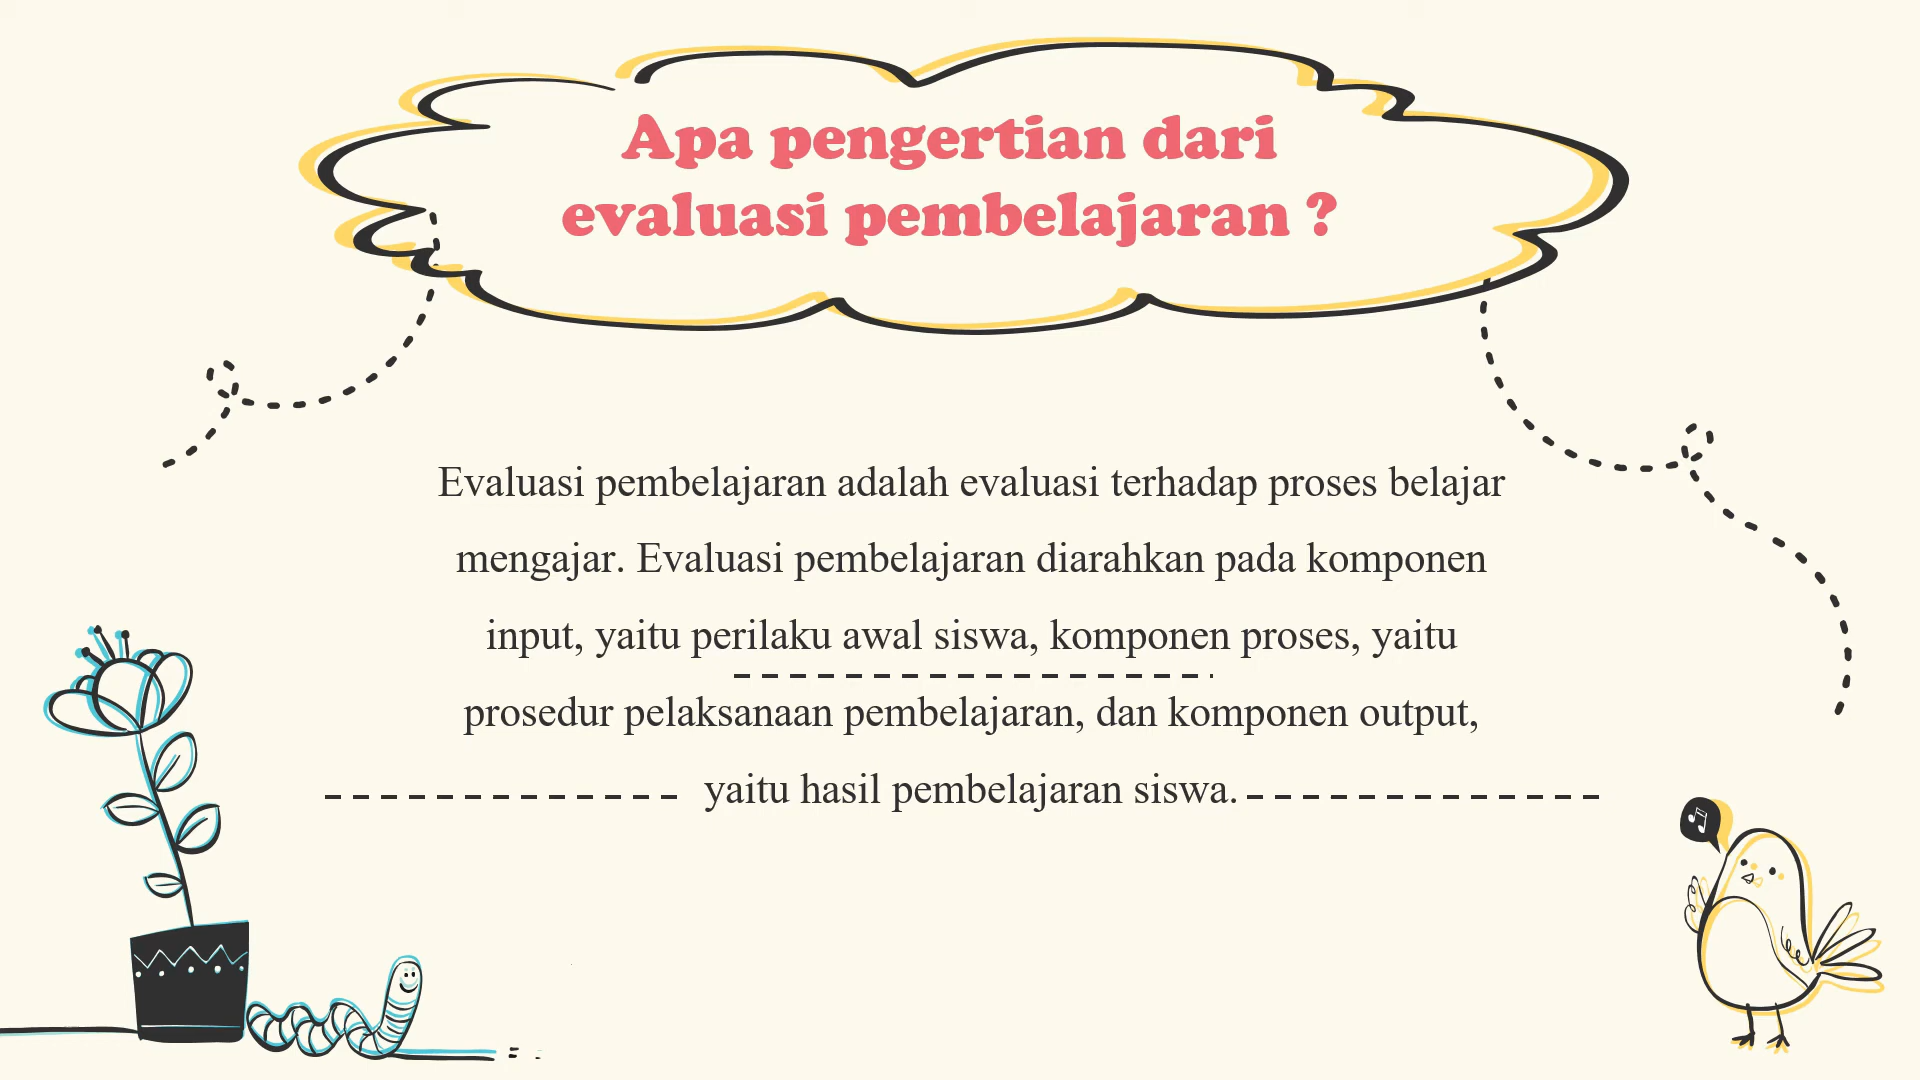 Apa pengertian dari
evaluasi pembelajaran ?
Evaluasi pembelajaran adalah evaluasi terhadap proses belajar
mengajar. Evaluasi pembelajaran diarahkan pada komponen
input, yaitu perilaku awal siswa, komponen proses, yaitu
prosedur pelaksanaan pembelajaran, dan komponen output,
yaitu hasil pembelajaran siswa.